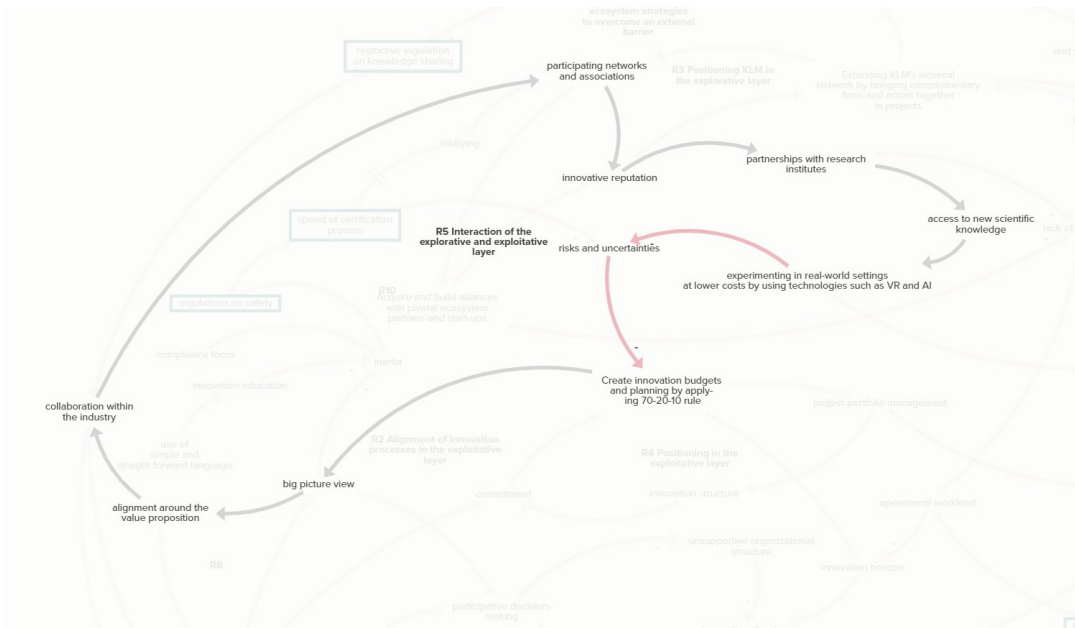 ecosystem strategies
to overcome an external
barrier
restrictive legislation
on knowledge sharing
participating networks
and associations
R3 Positioning KLM in
the explorative layer
Extending KLM's external
network by bringing complementary
firms and actors together
in projects
and
lobbying
innovative reputation
partnerships with research
institutes
speed of certification
process
R5 Interaction of the
explorative and exploitative
layer
risks and uncertainties
-
access to new scientific
knowledge
-
lack of
-
experimenting in real-world settings
at lower costs by using technologies such as VR and AI
regulations on safety
R10
Acquire and build alliances
with pivotal ecosystem
partners and start-ups
compliance focus
inertia
-
-
innovation education
-
Create innovation budgets
and planning by apply-
ing 70-20-10 rule
project portfolio management
collaboration within
the industry
use of
simple and
straight forward language
R2 Alignment of innovation
processes in the exploitative
layer
R4 Positioning in the
exploitative layer
big picture view
commitment
innovation structure
operational workload
alignment around the
value proposition
R8
-
unsupportive organizational
structure
-
innovation horizon
-
participative decision-
making